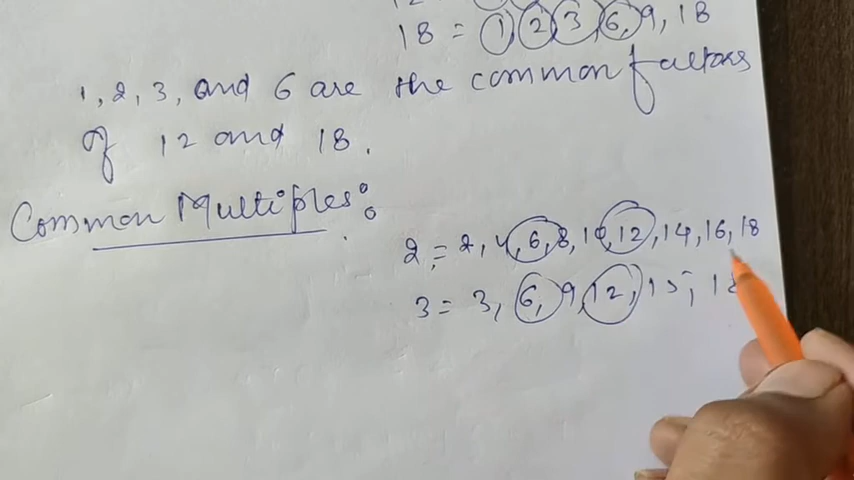 12
18 = 1, 2, 3, 6, 9, 18
1, 2, 3, and 6 are the common factors
of 12 and 18.
Common Multiples:
2 = 2, 4, 6, 8, 10, 12, 14, 16, 18
3 = 3, 6, 9, 12, 15, 18